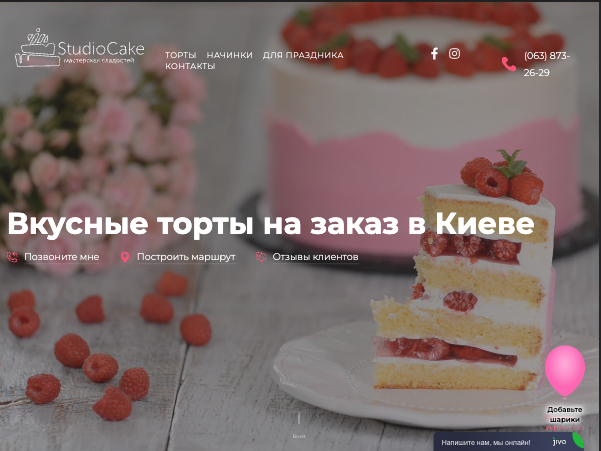 StudioCake
мастерская сладостей
ТОРТЫ НАЧИНКИ ДЛЯ ПРАЗДНИКА
КОНТАКТЫ
(063) 873-
26-29
Вкусные торты на заказ в Киеве
Позвоните мне Построить маршрут Отзывы клиентов
Добавьте
шарики
Вниз
Напишите нам, мы онлайн! jivo